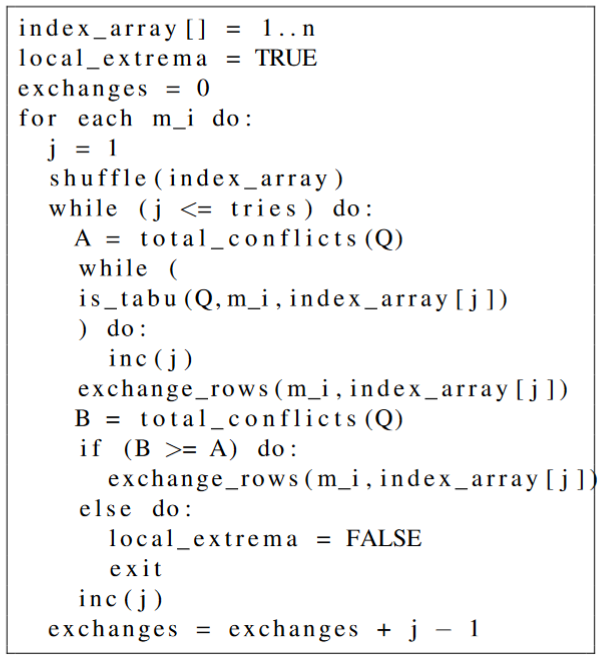 index_array[] = 1..n
local_extrema = TRUE
exchanges = 0
for each m_i do:
j = 1
shuffle(index_array)
while (j <= tries) do:
A = total_conflicts(Q)
while (
is_tabu(Q,m_i,index_array[j])
) do:
inc(j)
exchange_rows(m_i,index_array[j])
B = total_conflicts(Q)
if (B >= A) do:
exchange_rows(m_i,index_array[j])
else do:
local_extrema = FALSE
exit
inc(j)
exchanges = exchanges + j − 1